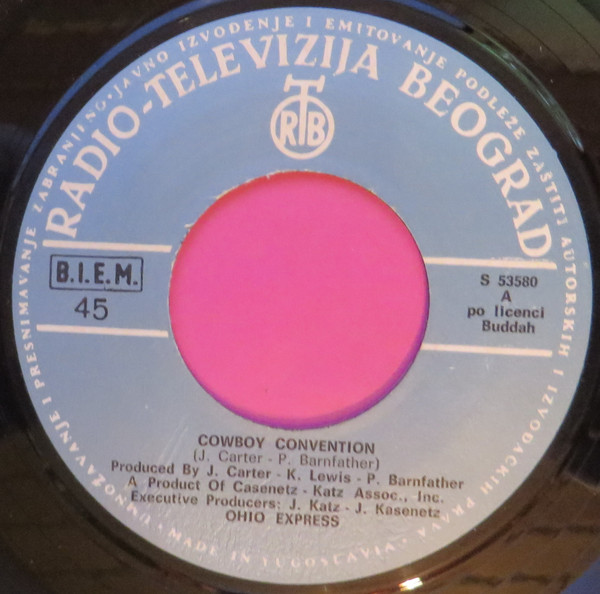 UMNOŽAVANJE I PRESNIMAVANJE ZABRANJENO • JAVNO IZVOĐENJE I EMITOVANJE PODLEŽE ZAŠTITI AUTORSKIH I IZVOĐAČKIH PRAVA • MADE IN YUGOSLAVIA
RADIO-TELEVIZIJA BEOGRAD
RTB
B.I.E.M.
45
S 53580
A
po licenci
Buddah
COWBOY CONVENTION
(J. Carter - P. Barnfather)
Produced By J. Carter - K. Lewis - P. Barnfather
A Product Of Casenetz - Katz Assoc., Inc.
Executive Producers: J. Katz - J. Kasenetz
OHIO EXPRESS